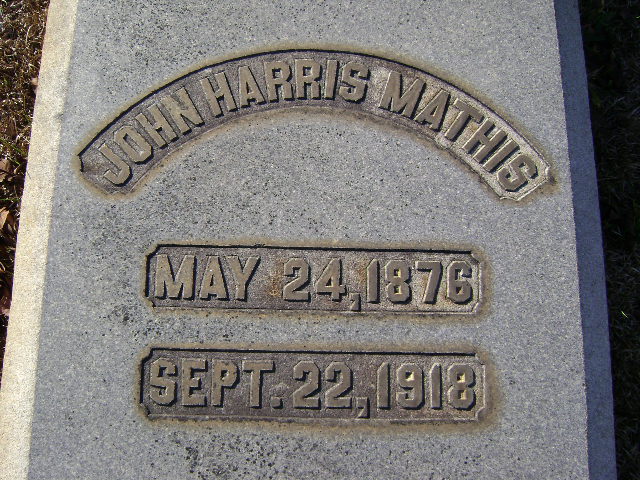 JOHN HARRIS MATHIS
MAY 24, 1876
SEPT. 22, 1918